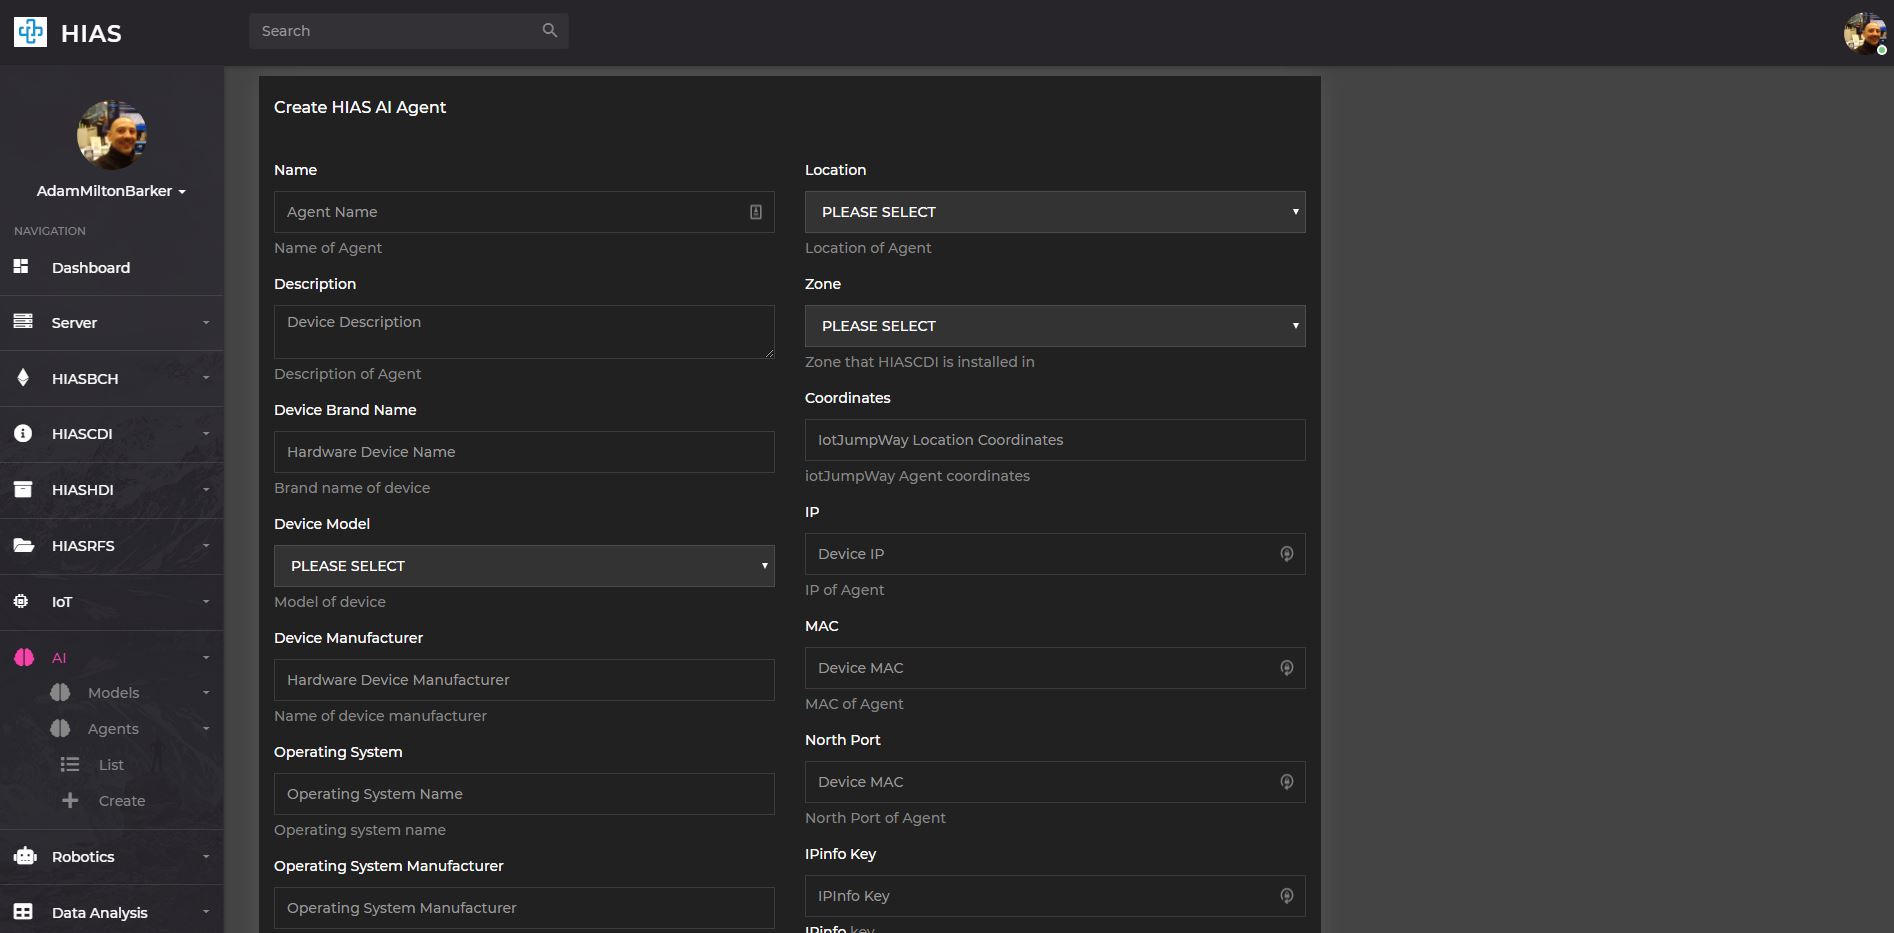 HIAS
Search
AdamMiltonBarker
NAVIGATION
Dashboard
Server
HIASBCH
HIASCDI
HIASHDI
HIASRFS
IoT
AI
Models
Agents
List
Create
Robotics
Data Analysis
Create HIAS AI Agent
Name
Agent Name
Name of Agent
Description
Device Description
Description of Agent
Device Brand Name
Hardware Device Name
Brand name of device
Device Model
PLEASE SELECT
Model of device
Device Manufacturer
Hardware Device Manufacturer
Name of device manufacturer
Operating System
Operating System Name
Operating system name
Operating System Manufacturer
Operating System Manufacturer
Location
PLEASE SELECT
Location of Agent
Zone
PLEASE SELECT
Zone that HIASCDI is installed in
Coordinates
IotJumpWay Location Coordinates
iotJumpWay Agent coordinates
IP
Device IP
IP of Agent
MAC
Device MAC
MAC of Agent
North Port
Device MAC
North Port of Agent
IPinfo Key
IPInfo Key
IPinfo key